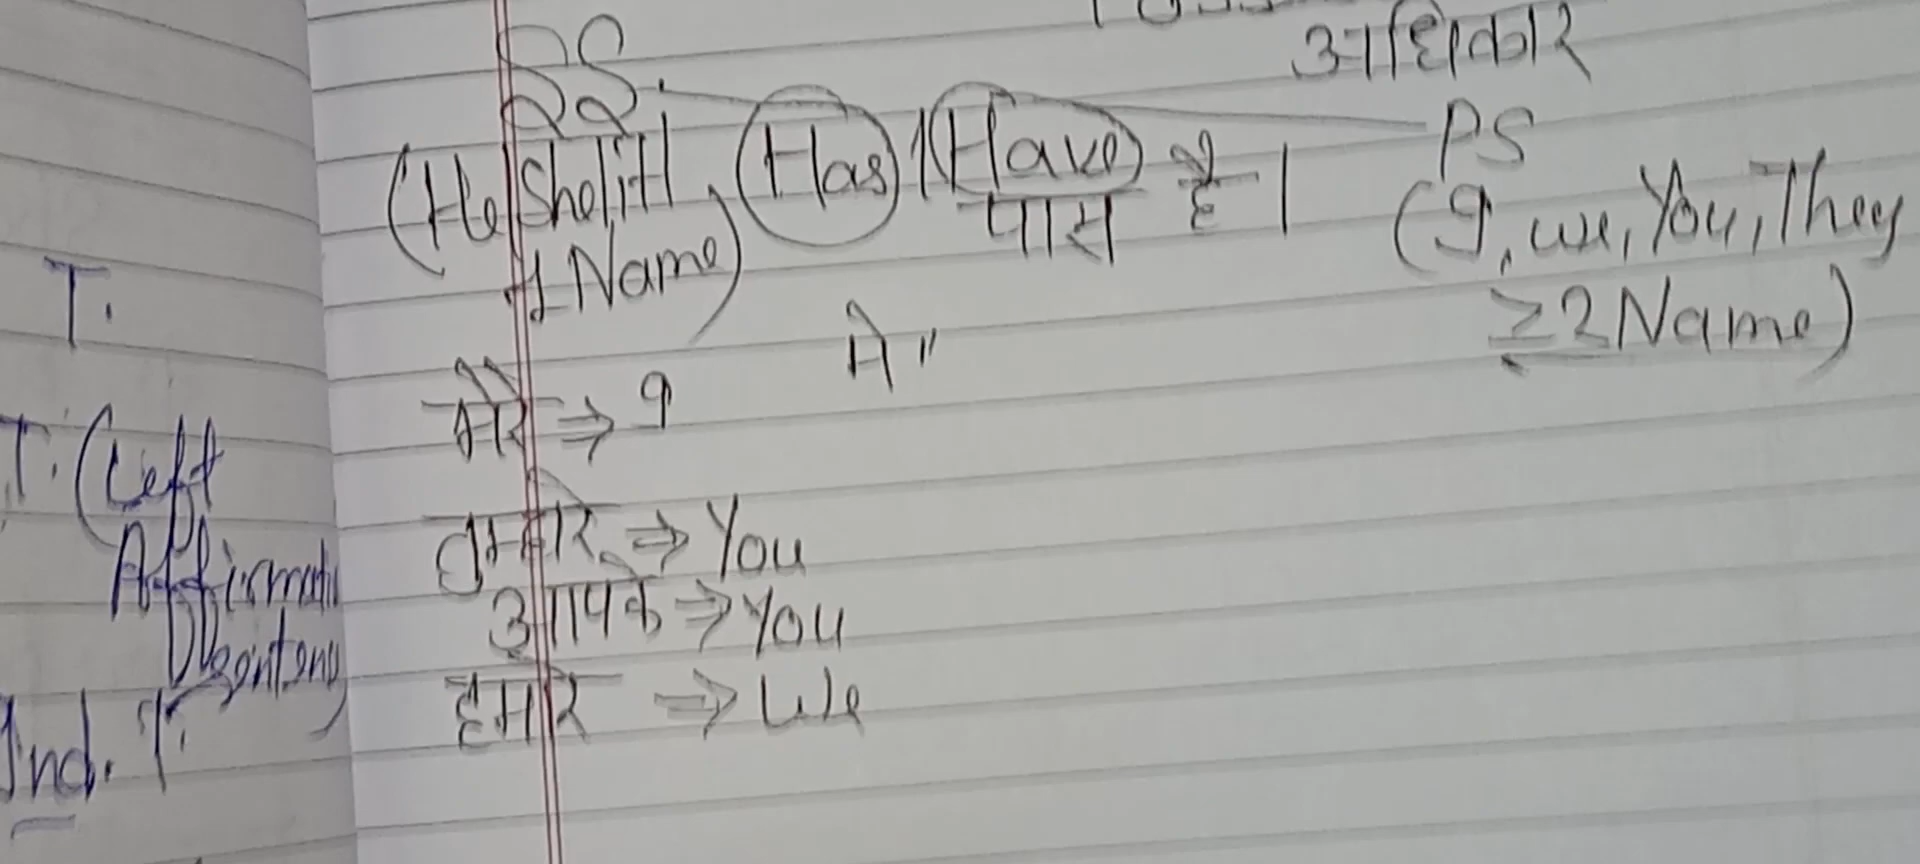 अधिकार
SS.
(He/She/it/ Has / Have है। PS
1 Name) पास (I, we, You, They
≥2 Name)
मे"
मेरे ⇒ I
तुम्हारे ⇒ You
आपके ⇒ You
हमारे ⇒ We
T.
T. (Left
Affirmati
Ind. T.